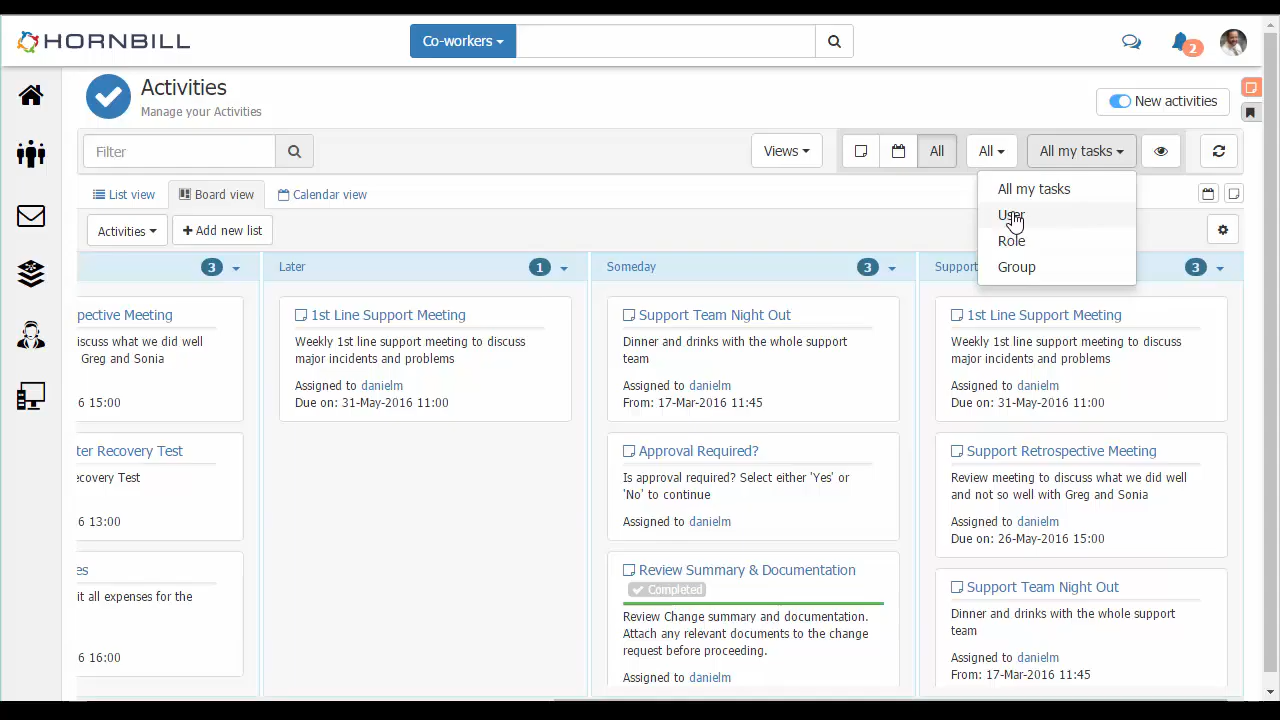 HORNBILL
Co-workers
2
Activities
Manage your Activities
New activities
Filter
Views
All
All
All my tasks
All my tasks
User
Role
Group
List view
Board view
Calendar view
Activities
Add new list
3
Later
1
Someday
3
Support
3
pective Meeting
iscuss what we did well
Greg and Sonia
6 15:00
ter Recovery Test
ecovery Test
6 13:00
es
it all expenses for the
6 16:00
1st Line Support Meeting
Weekly 1st line support meeting to discuss
major incidents and problems
Assigned to danielm
Due on: 31-May-2016 11:00
Support Team Night Out
Dinner and drinks with the whole support
team
Assigned to danielm
From: 17-Mar-2016 11:45
Approval Required?
Is approval required? Select either 'Yes' or
'No' to continue
Assigned to danielm
Review Summary & Documentation
Completed
Review Change summary and documentation.
Attach any relevant documents to the change
request before proceeding.
Assigned to danielm
1st Line Support Meeting
Weekly 1st line support meeting to discuss
major incidents and problems
Assigned to danielm
Due on: 31-May-2016 11:00
Support Retrospective Meeting
Review meeting to discuss what we did well
and not so well with Greg and Sonia
Assigned to danielm
Due on: 26-May-2016 15:00
Support Team Night Out
Dinner and drinks with the whole support
team
Assigned to danielm
From: 17-Mar-2016 11:45